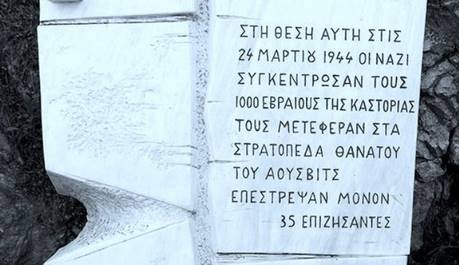 ΣΤΗ ΘΕΣΗ ΑΥΤΗ ΣΤΙΣ
24 ΜΑΡΤΙΟΥ 1944 ΟΙ ΝΑΖΙ
ΣΥΓΚΕΝΤΡΩΣΑΝ ΤΟΥΣ
1000 ΕΒΡΑΙΟΥΣ ΤΗΣ ΚΑΣΤΟΡΙΑΣ
ΤΟΥΣ ΜΕΤΕΦΕΡΑΝ ΣΤΑ
ΣΤΡΑΤΟΠΕΔΑ ΘΑΝΑΤΟΥ
ΤΟΥ ΑΟΥΣΒΙΤΣ
ΕΠΕΣΤΡΕΨΑΝ ΜΟΝΟΝ
35 ΕΠΙΖΗΣΑΝΤΕΣ